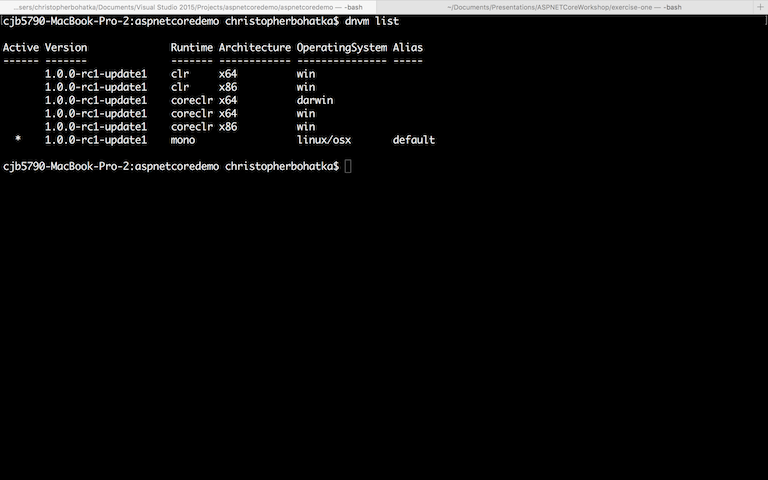 ...sers/christopherbohatka/Documents/Visual Studio 2015/Projects/aspnetcoredemo/aspnetcoredemo — -bash ~/Documents/Presentations/ASPNETCoreWorkshop/exercise-one — -bash +
[cjb5790-MacBook-Pro-2:aspnetcoredemo christopherbohatka$ dnvm list ]
Active Version Runtime Architecture OperatingSystem Alias
------ ------- ------- ------------ --------------- -----
1.0.0-rc1-update1 clr x64 win
1.0.0-rc1-update1 clr x86 win
1.0.0-rc1-update1 coreclr x64 darwin
1.0.0-rc1-update1 coreclr x64 win
1.0.0-rc1-update1 coreclr x86 win
* 1.0.0-rc1-update1 mono linux/osx default
cjb5790-MacBook-Pro-2:aspnetcoredemo christopherbohatka$